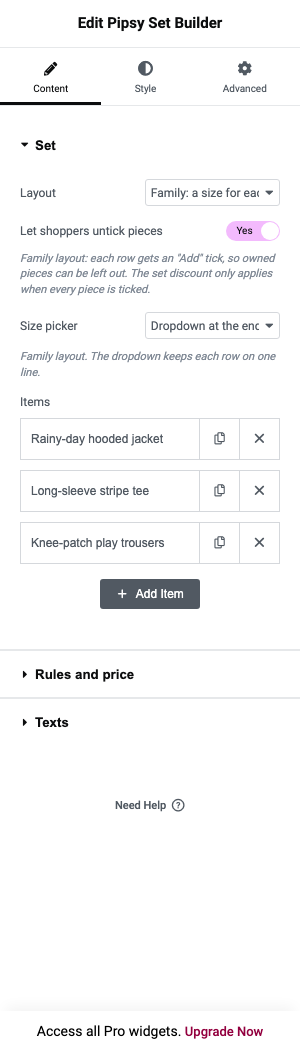 Edit Pipsy Set Builder
Content
Style
Advanced
Set
Layout
Family: a size for eac
Let shoppers untick pieces
Yes
Family layout: each row gets an "Add" tick, so owned
pieces can be left out. The set discount only applies
when every piece is ticked.
Size picker
Dropdown at the end
Family layout. The dropdown keeps each row on one
line.
Items
Rainy-day hooded jacket
Long-sleeve stripe tee
Knee-patch play trousers
+ Add Item
Rules and price
Texts
Need Help ?
Access all Pro widgets. Upgrade Now